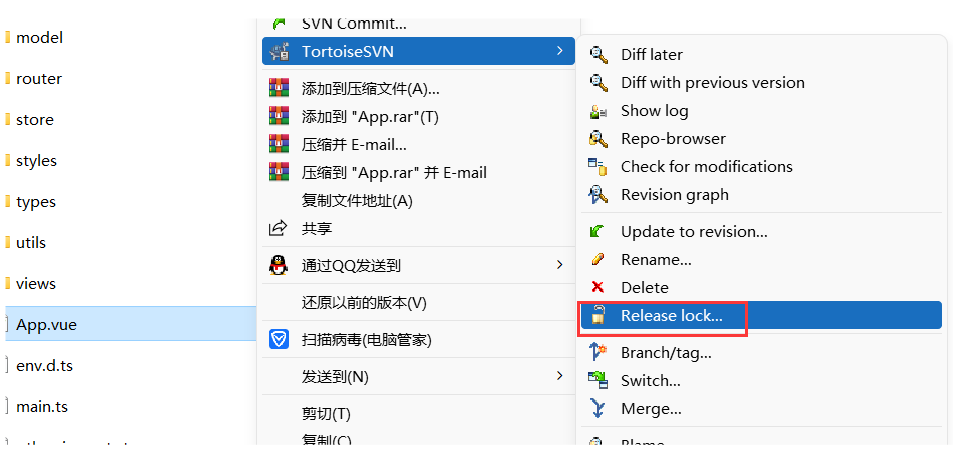 model
router
store
styles
types
utils
views
App.vue
env.d.ts
main.ts
SVN Commit...
TortoiseSVN
添加到压缩文件(A)...
添加到 "App.rar"(T)
压缩并 E-mail...
压缩到 "App.rar" 并 E-mail
复制文件地址(A)
共享
通过QQ发送到
还原以前的版本(V)
扫描病毒(电脑管家)
发送到(N)
剪切(T)
复制(C)
Diff later
Diff with previous version
Show log
Repo-browser
Check for modifications
Revision graph
Update to revision...
Rename...
Delete
Release lock...
Branch/tag...
Switch...
Merge...
Blame